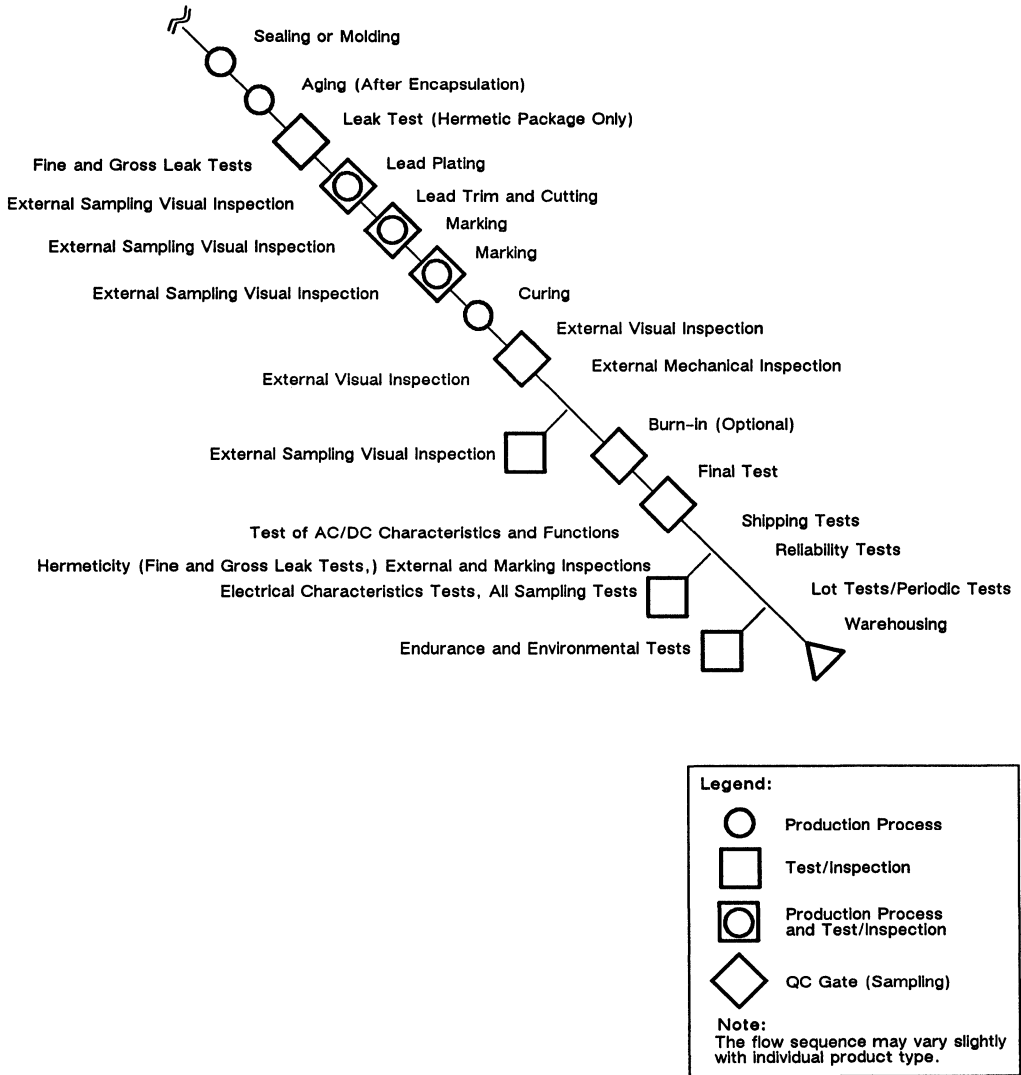 Sealing or Molding
Aging (After Encapsulation)
Leak Test (Hermetic Package Only)
Fine and Gross Leak Tests
Lead Plating
External Sampling Visual Inspection
Lead Trim and Cutting
Marking
External Sampling Visual Inspection
Marking
External Sampling Visual Inspection
Curing
External Visual Inspection
External Mechanical Inspection
External Visual Inspection
Burn-in (Optional)
External Sampling Visual Inspection
Final Test
Shipping Tests
Test of AC/DC Characteristics and Functions
Reliability Tests
Hermeticity (Fine and Gross Leak Tests,) External and Marking Inspections
Electrical Characteristics Tests, All Sampling Tests
Lot Tests/Periodic Tests
Warehousing
Endurance and Environmental Tests
Legend:
Production Process
Test/Inspection
Production Process
and Test/Inspection
QC Gate (Sampling)
Note:
The flow sequence may vary slightly
with individual product type.